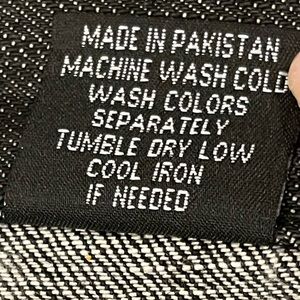 MADE IN PAKISTAN
MACHINE WASH COLD
WASH COLORS
SEPARATELY
TUMBLE DRY LOW
COOL IRON
IF NEEDED